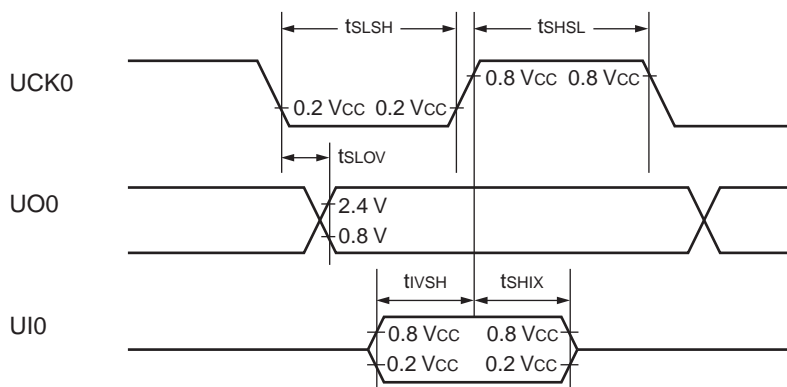 tSLSH tSHSL
UCK0
0.8 VCC 0.8 VCC
0.2 VCC 0.2 VCC
tSLOV
UO0
2.4 V
0.8 V
tIVSH tSHIX
UI0
0.8 VCC 0.8 VCC
0.2 VCC 0.2 VCC